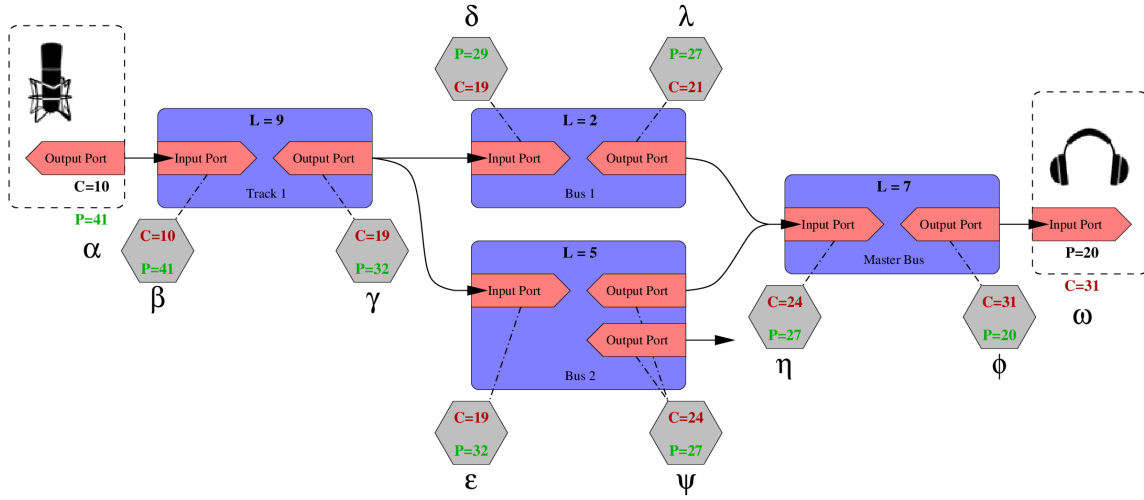 δ
λ
P=29
C=19
P=27
C=21
L = 9
Output Port
Input Port
Output Port
Track 1
C=10
P=41
α
C=10
P=41
β
C=19
P=32
γ
L = 2
Input Port
Output Port
Bus 1
L = 5
Input Port
Output Port
Output Port
Bus 2
C=19
P=32
ε
C=24
P=27
ψ
L = 7
Input Port
Output Port
Master Bus
C=24
P=27
η
C=31
P=20
ϕ
Input Port
P=20
C=31
ω